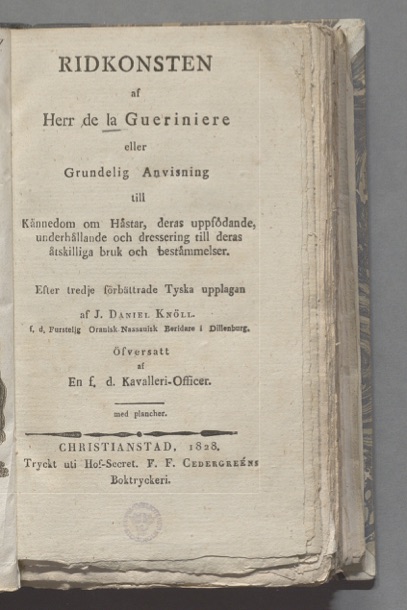 RIDKONSTEN
af
Herr de la Gueriniere
eller
Grundelig Anvisning
till
Kännedom om Hästar, deras uppfödande,
underhållande och dressering till deras
åtskilliga bruk och bestämmelser.
Efter tredje förbättrade Tyska upplagan
af J. DANIEL KNÖLL.
f. d. Furstelig Oranisk Nassauisk Beridare i Dillenburg.
Öfversatt
af
En f. d. Kavalleri-Officer.
med plancher.
CHRISTIANSTAD, 1828.
Tryckt uti Hof-Secret. F. F. CEDERGREÉNS
Boktryckeri.